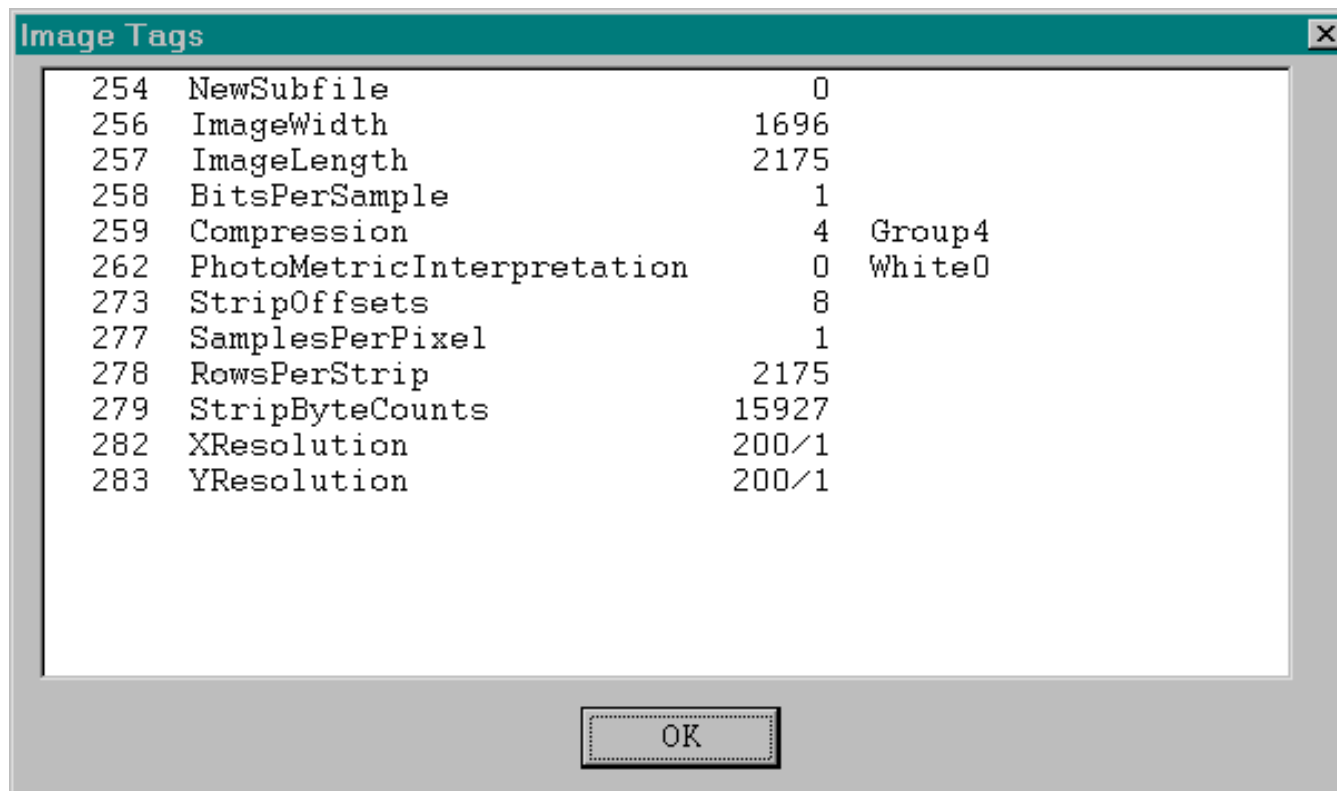 Image Tags
254 NewSubfile 0
256 ImageWidth 1696
257 ImageLength 2175
258 BitsPerSample 1
259 Compression 4 Group4
262 PhotoMetricInterpretation 0 White0
273 StripOffsets 8
277 SamplesPerPixel 1
278 RowsPerStrip 2175
279 StripByteCounts 15927
282 XResolution 200/1
283 YResolution 200/1
OK